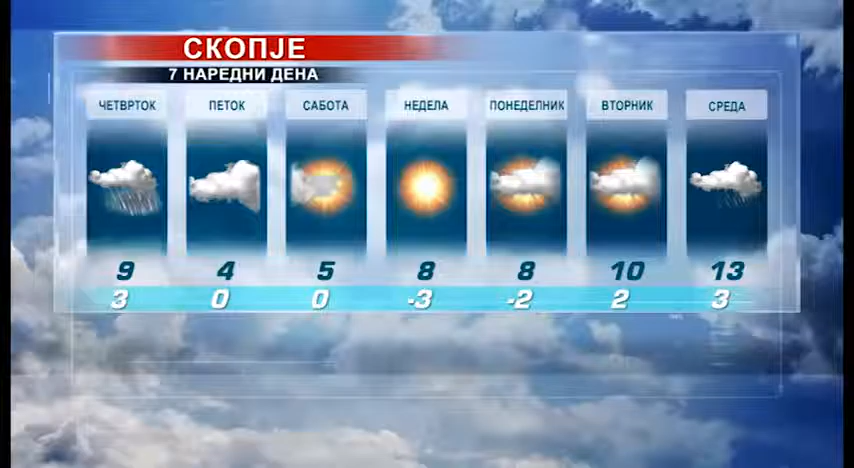 СКОПЈЕ
7 НАРЕДНИ ДЕНА
ЧЕТВРТОК ПЕТОК САБОТА НЕДЕЛА ПОНЕДЕЛНИК ВТОРНИК СРЕДА
9 4 5 8 8 10 13
3 0 0 -3 -2 2 3